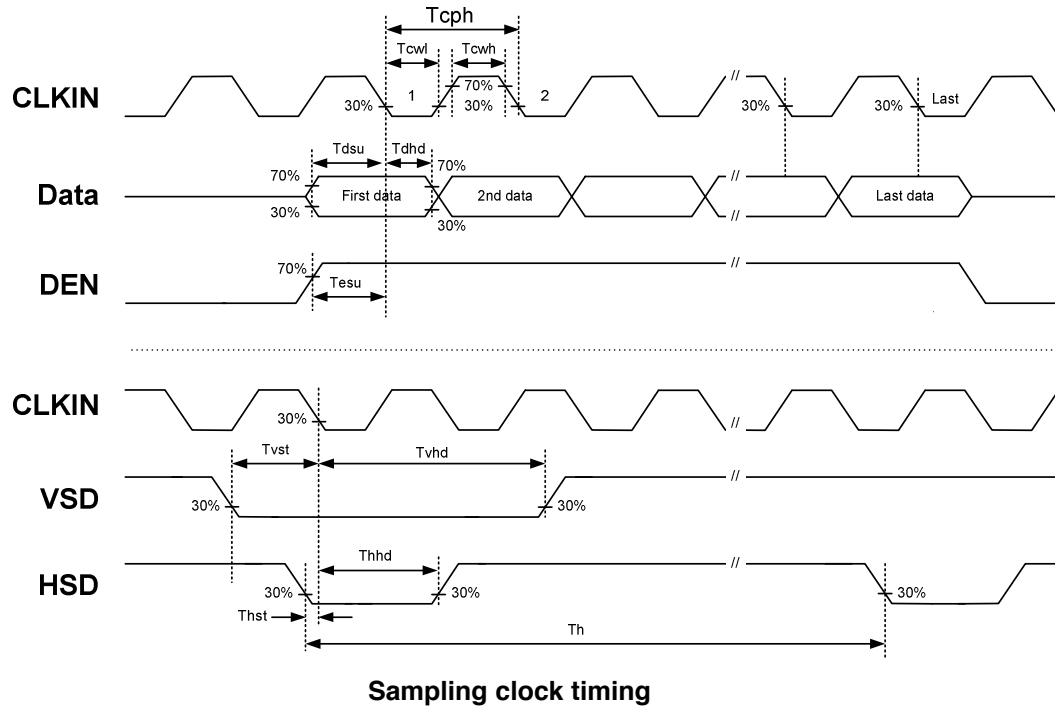 Tcph
Tcwl Tcwh
CLKIN 30% 1 70% 30% 2 // 30% 30% Last
Tdsu Tdhd
Data 70% 30% First data 70% 30% 2nd data // // Last data
DEN 70% Tesu //
CLKIN 30% //
Tvst Tvhd
VSD 30% 30% //
Thhd
HSD 30% 30% // 30%
Thst
Th
Sampling clock timing